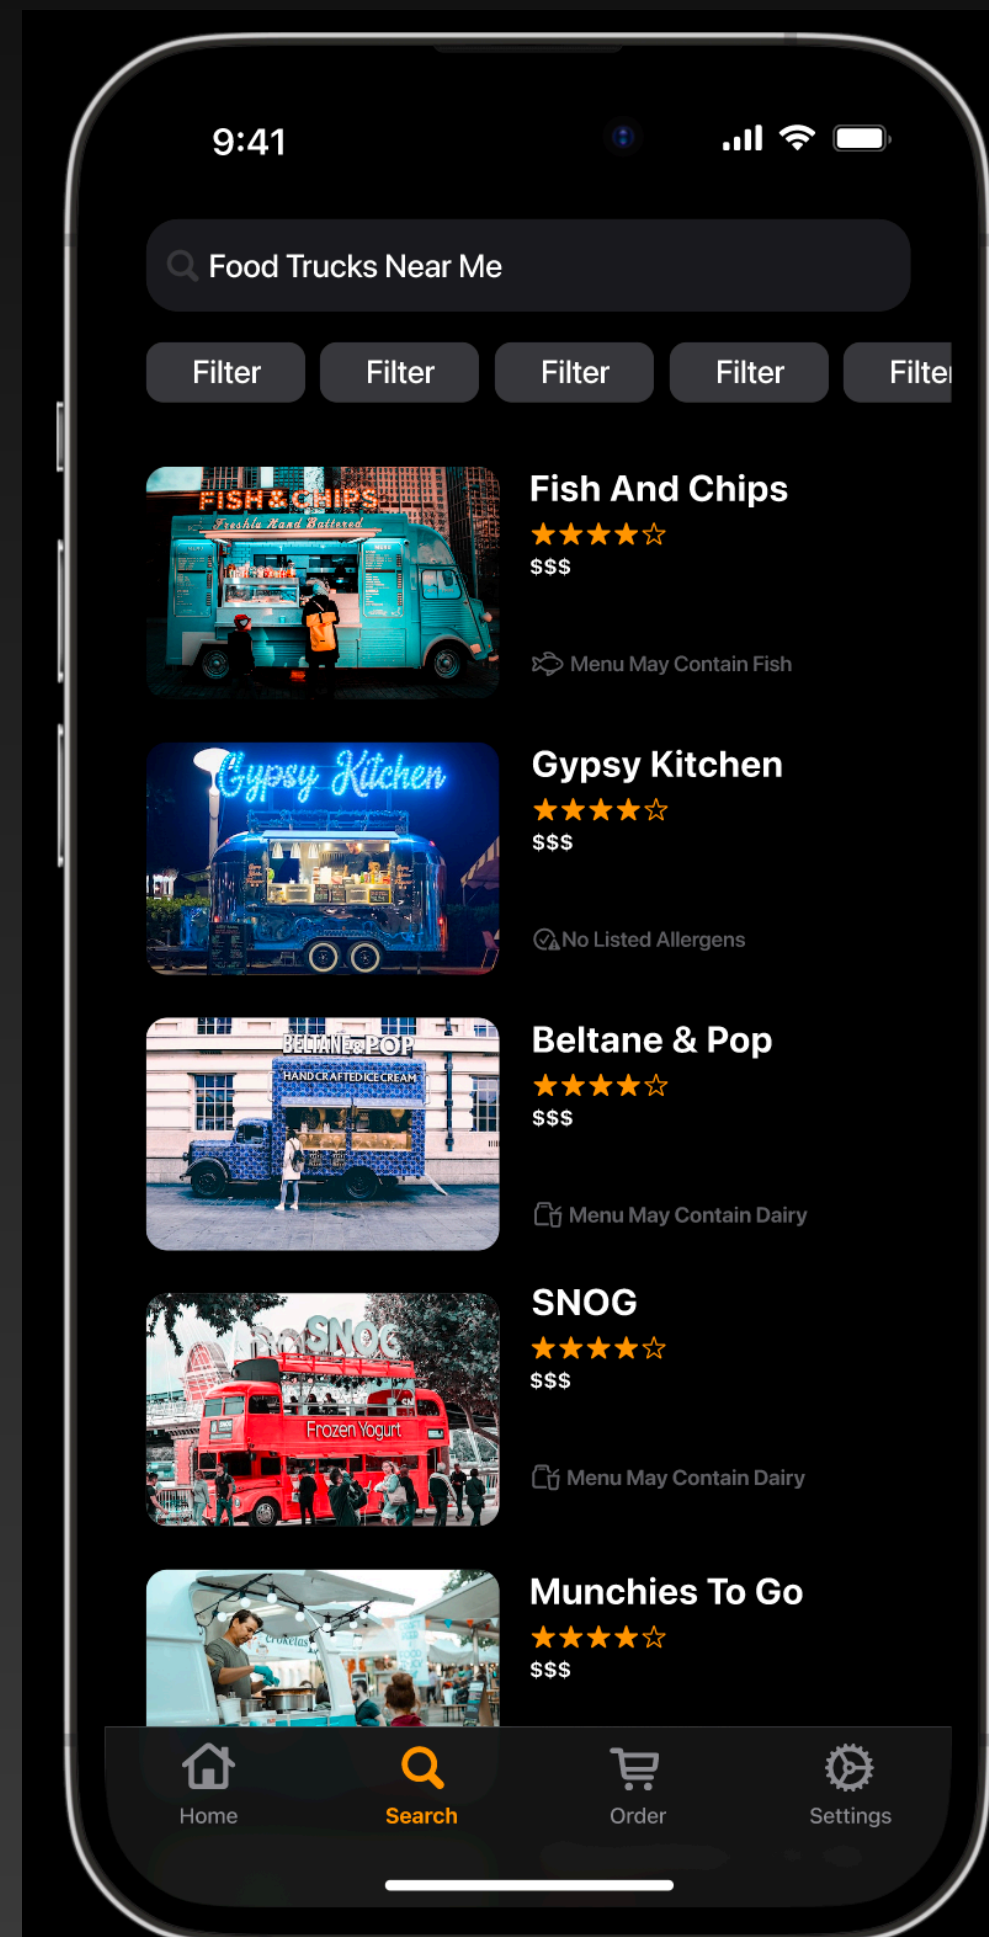 9:41
Food Trucks Near Me
Filter Filter Filter Filter Filter
FISH & CHIPS
Freshly Hand Battered
Fish And Chips
$$$
Menu May Contain Fish
Gypsy Kitchen
Gypsy Kitchen
$$$
No Listed Allergens
BELTANE & POP
HANDCRAFTED ICE CREAM
Beltane & Pop
$$$
Menu May Contain Dairy
SNOG
Frozen Yogurt
SNOG
$$$
Menu May Contain Dairy
crokelas
Munchies To Go
$$$
Home Search Order Settings